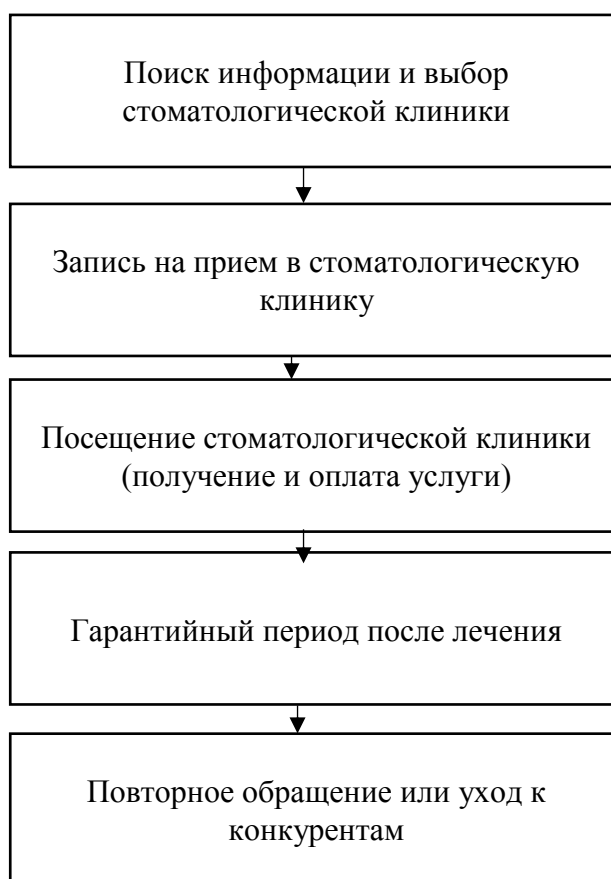 Поиск информации и выбор
стоматологической клиники
Запись на прием в стоматологическую
клинику
Посещение стоматологической клиники
(получение и оплата услуги)
Гарантийный период после лечения
Повторное обращение или уход к
конкурентам